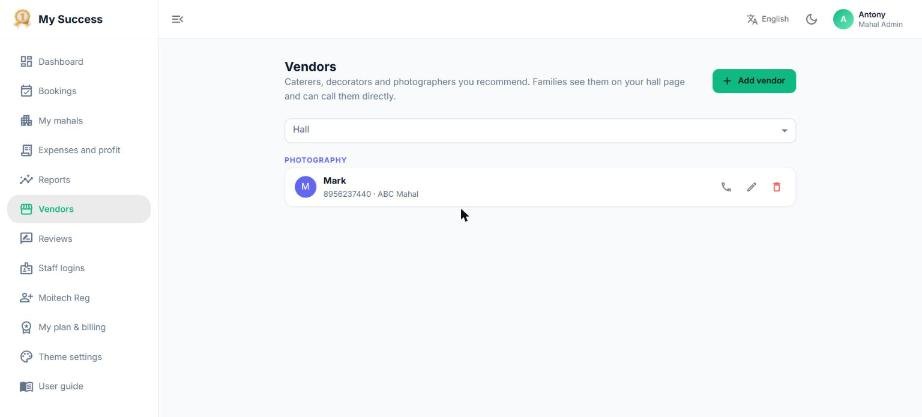 My Success
English
A
Antony
Mahal Admin
Dashboard
Bookings
My mahals
Expenses and profit
Reports
Vendors
Reviews
Staff logins
Moitech Reg
My plan & billing
Theme settings
User guide
Vendors
Caterers, decorators and photographers you recommend. Families see them on your hall page
and can call them directly.
+ Add vendor
Hall
PHOTOGRAPHY
M
Mark
8956237440 · ABC Mahal